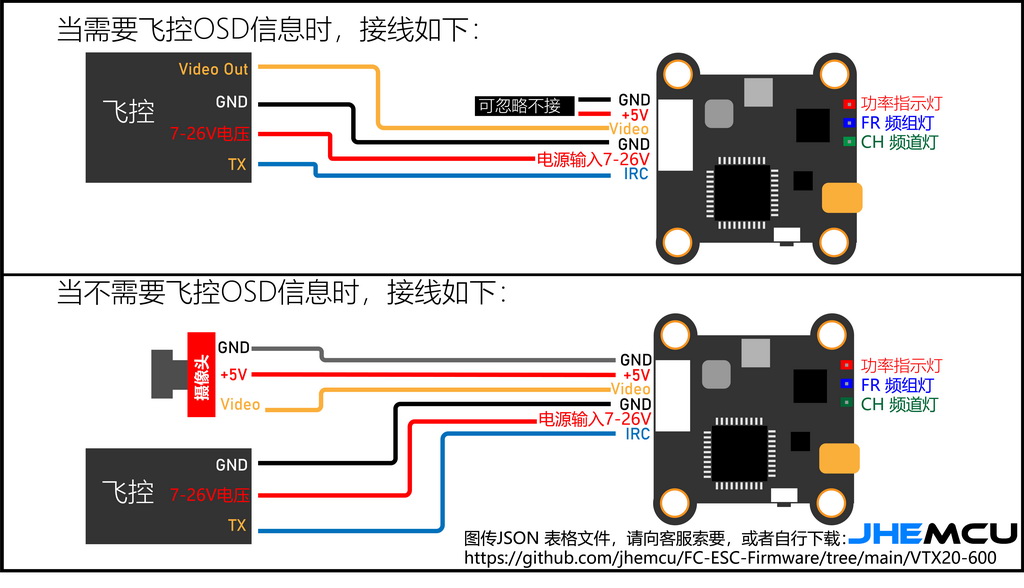 当需要飞控OSD信息时，接线如下：
飞控
Video Out
GND
7-26V电压
TX
可忽略不接
GND
+5V
Video
GND
电源输入7-26V
IRC
功率指示灯
FR 频组灯
CH 频道灯
当不需要飞控OSD信息时，接线如下：
摄像头
GND
+5V
Video
飞控
GND
7-26V电压
TX
GND
+5V
Video
GND
电源输入7-26V
IRC
功率指示灯
FR 频组灯
CH 频道灯
图传JSON 表格文件，请向客服索要，或者自行下载：JHEMCU
https://github.com/jhemcu/FC-ESC-Firmware/tree/main/VTX20-600